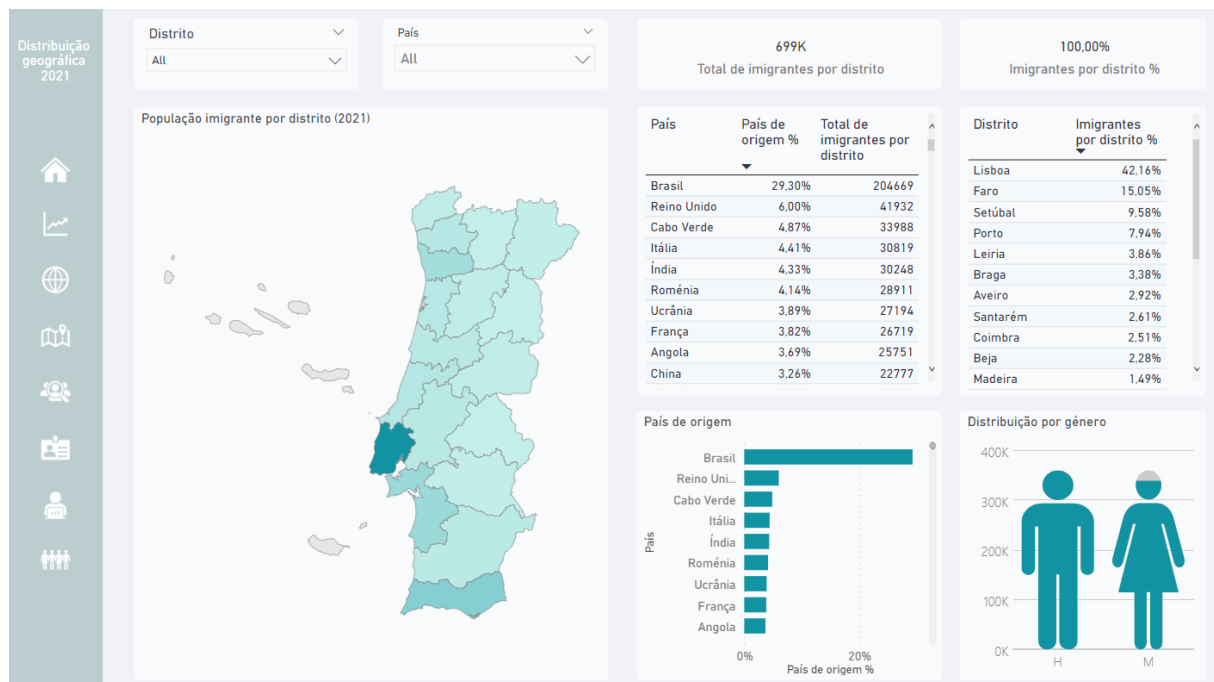 Distribuição
geográfica
2021
Distrito
All
País
All
699K
Total de imigrantes por distrito
100,00%
Imigrantes por distrito %
População imigrante por distrito (2021)
País País de origem % Total de imigrantes por distrito
Brasil 29,30% 204669
Reino Unido 6,00% 41932
Cabo Verde 4,87% 33988
Itália 4,41% 30819
Índia 4,33% 30248
Roménia 4,14% 28911
Ucrânia 3,89% 27194
França 3,82% 26719
Angola 3,69% 25751
China 3,26% 22777
Distrito Imigrantes por distrito %
Lisboa 42,16%
Faro 15,05%
Setúbal 9,58%
Porto 7,94%
Leiria 3,86%
Braga 3,38%
Aveiro 2,92%
Santarém 2,61%
Coimbra 2,51%
Beja 2,28%
Madeira 1,49%
País de origem
País
Brasil
Reino Uni...
Cabo Verde
Itália
Índia
Roménia
Ucrânia
França
Angola
0% 20%
País de origem %
Distribuição por género
400K
300K
200K
100K
0K
H M